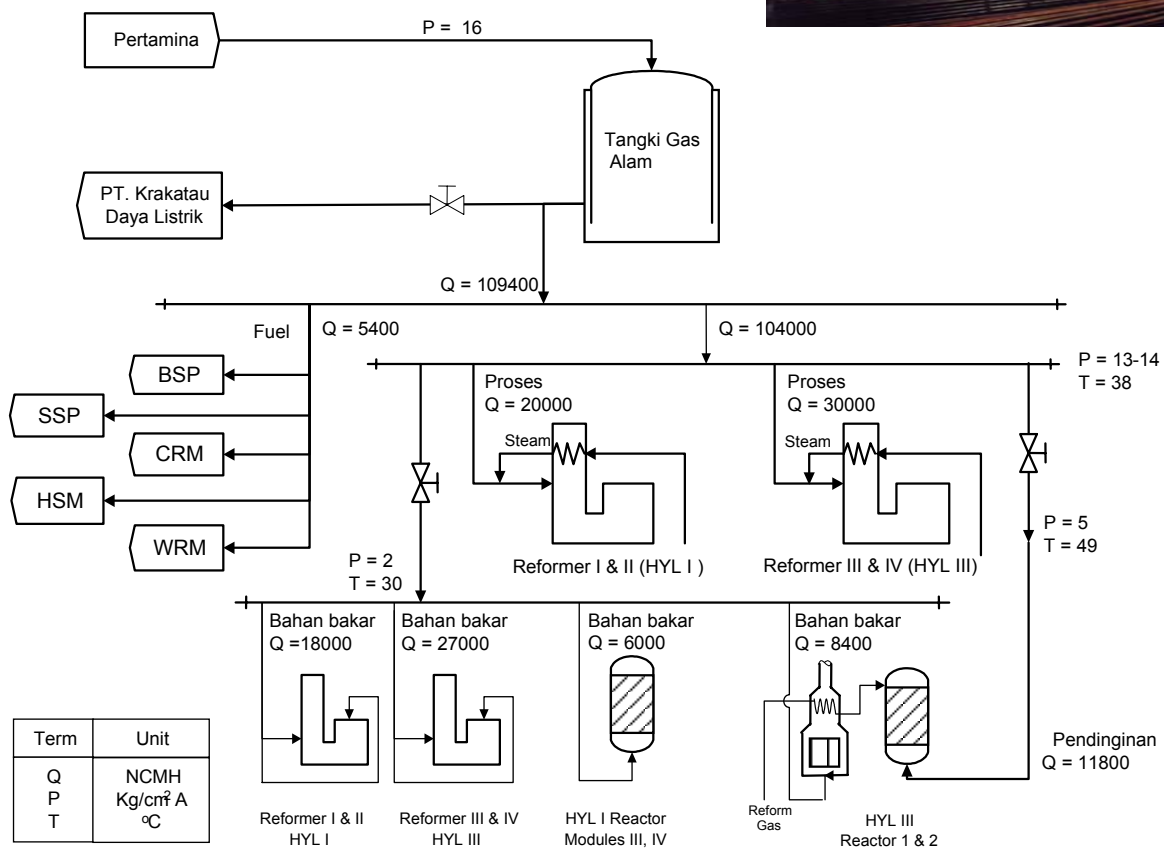 Pertamina
P = 16
Tangki Gas
Alam
PT. Krakatau
Daya Listrik
Q = 109400
Fuel
Q = 5400
Q = 104000
BSP
SSP
CRM
HSM
WRM
P = 13-14
T = 38
Proses
Q = 20000
Steam
Reformer I & II (HYL I )
Proses
Q = 30000
Steam
Reformer III & IV (HYL III)
P = 5
T = 49
P = 2
T = 30
Bahan bakar
Q =18000
Bahan bakar
Q = 27000
Bahan bakar
Q = 6000
Bahan bakar
Q = 8400
Pendinginan
Q = 11800
Reform
Gas
Reformer I & II
HYL I
Reformer III & IV
HYL III
HYL I Reactor
Modules III, IV
HYL III
Reactor 1 & 2
Term Unit
Q NCMH
P Kg/cm² A
T ºC